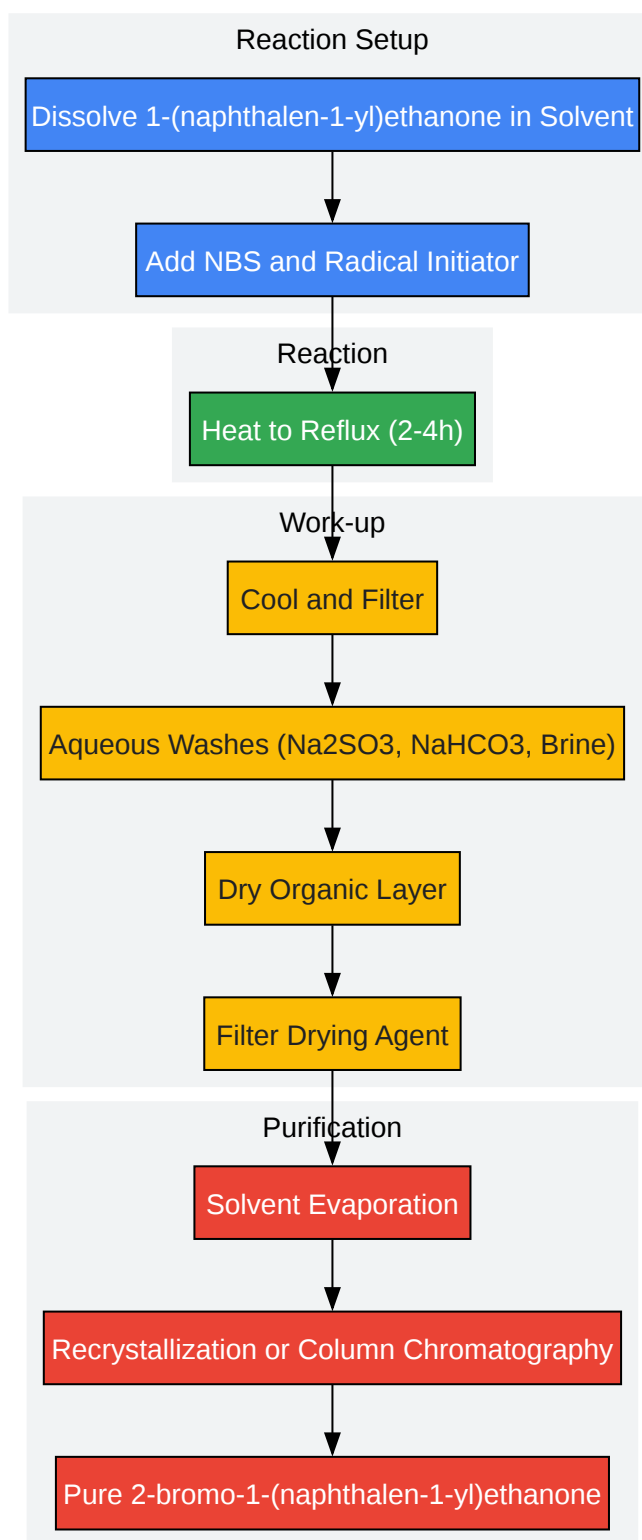 Reaction Setup
Dissolve 1-(naphthalen-1-yl)ethanone in Solvent
Add NBS and Radical Initiator
Reaction
Heat to Reflux (2-4h)
Work-up
Cool and Filter
Aqueous Washes (Na2SO3, NaHCO3, Brine)
Dry Organic Layer
Filter Drying Agent
Purification
Solvent Evaporation
Recrystallization or Column Chromatography
Pure 2-bromo-1-(naphthalen-1-yl)ethanone